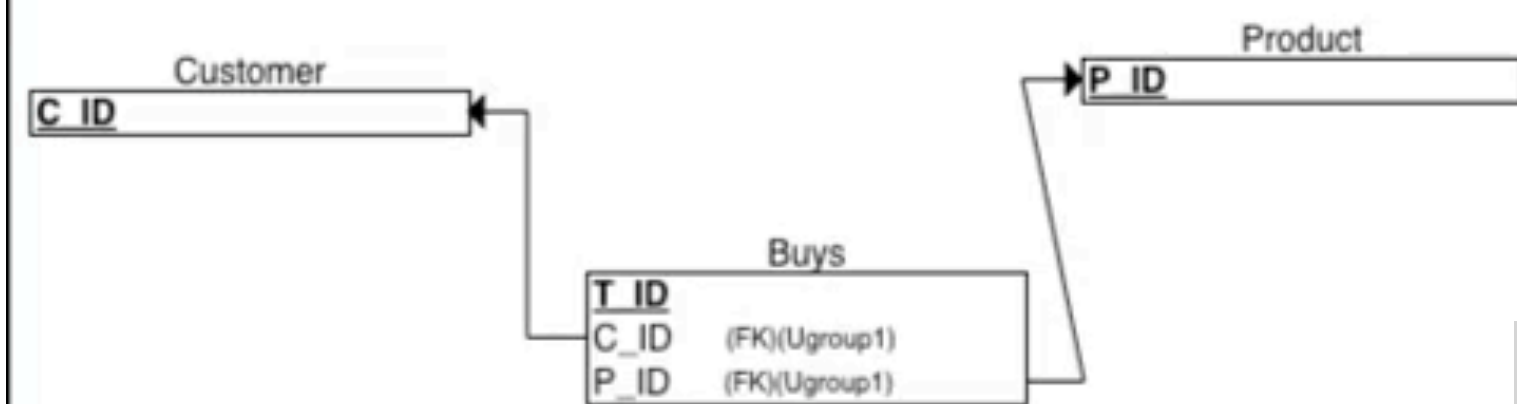 Customer
C_ID
Product
P_ID
Buys
T_ID
C_ID (FK)(Ugroup1)
P_ID (FK)(Ugroup1)